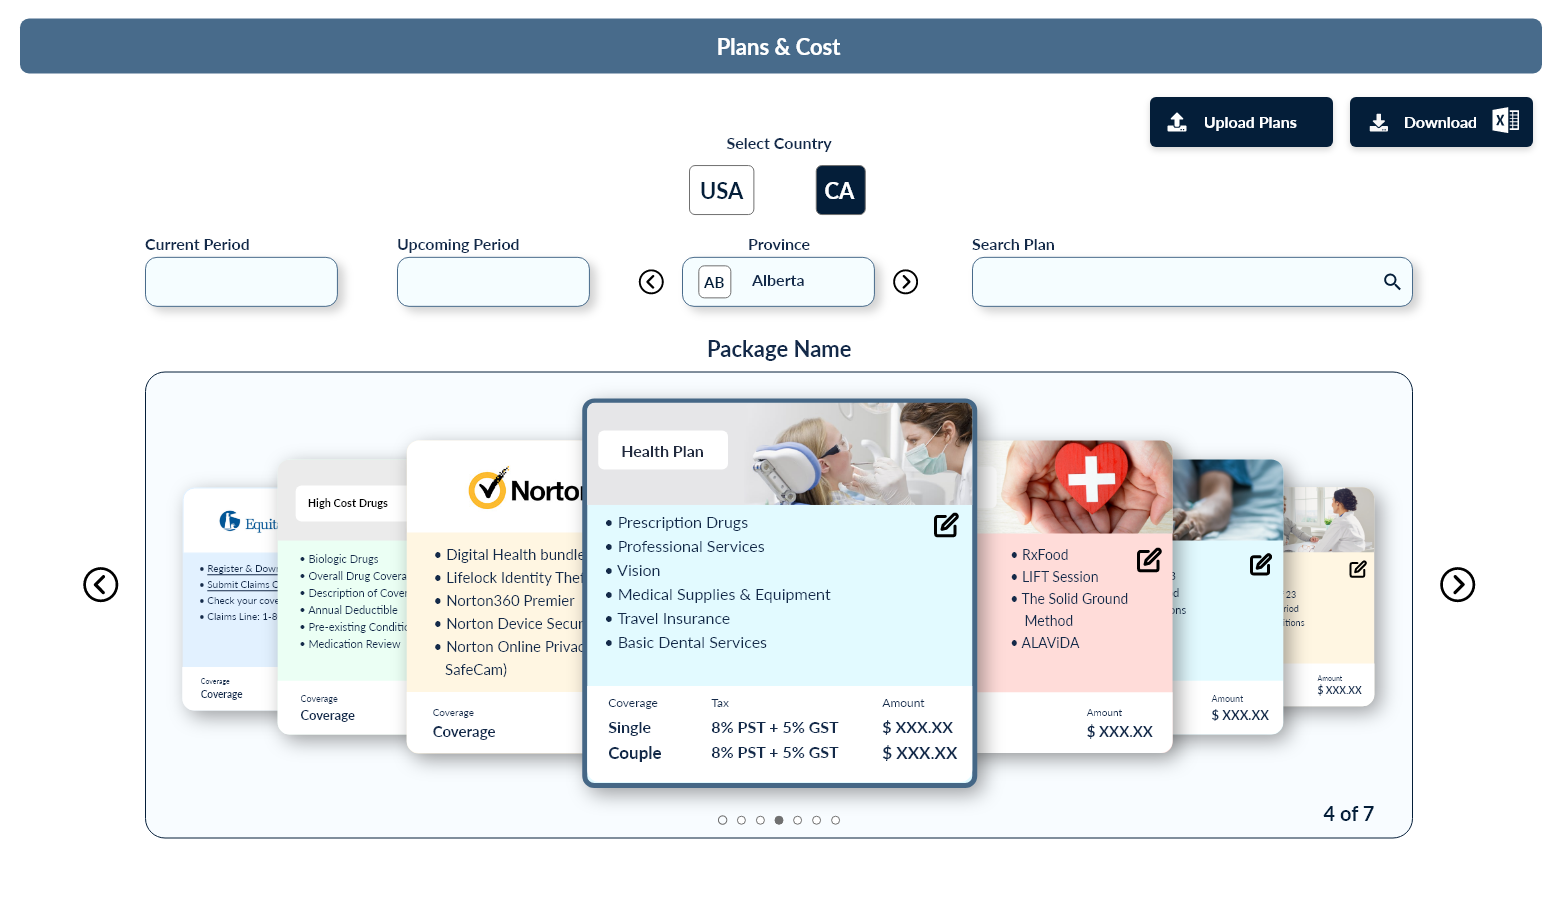 Plans & Cost
Upload Plans
Download
X
Select Country
USA
CA
Current Period
Upcoming Period
Province
Search Plan
AB
Alberta
Package Name
Health Plan
• Prescription Drugs
• Professional Services
• Vision
• Medical Supplies & Equipment
• Travel Insurance
• Basic Dental Services
Coverage Tax Amount
Single 8% PST + 5% GST $ XXX.XX
Couple 8% PST + 5% GST $ XXX.XX
Equit
• Register & Down
• Submit Claims O
• Check your cove
• Claims Line: 1-8
Coverage
Coverage
High Cost Drugs
• Biologic Drugs
• Overall Drug Covera
• Description of Cover
• Annual Deductible
• Pre-existing Conditio
• Medication Review
Coverage
Coverage
Norton
• Digital Health bundle
• Lifelock Identity Thef
• Norton360 Premier
• Norton Device Secur
• Norton Online Privac
SafeCam)
Coverage
Coverage
• RxFood
• LIFT Session
• The Solid Ground
Method
• ALAViDA
Amount
$ XXX.XX
3
d
ons
Amount
$ XXX.XX
23
riod
itions
Amount
$ XXX.XX
4 of 7